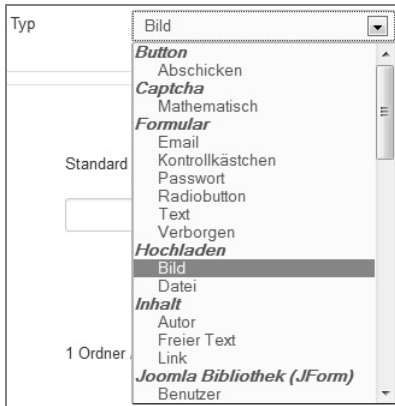 Typ
Bild
Button
Abschicken
Captcha
Mathematisch
Formular
Email
Kontrollkästchen
Passwort
Radiobutton
Text
Verborgen
Hochladen
Bild
Datei
Inhalt
Autor
Freier Text
Link
Joomla Bibliothek (JForm)
Benutzer
Standard
1 Ordner